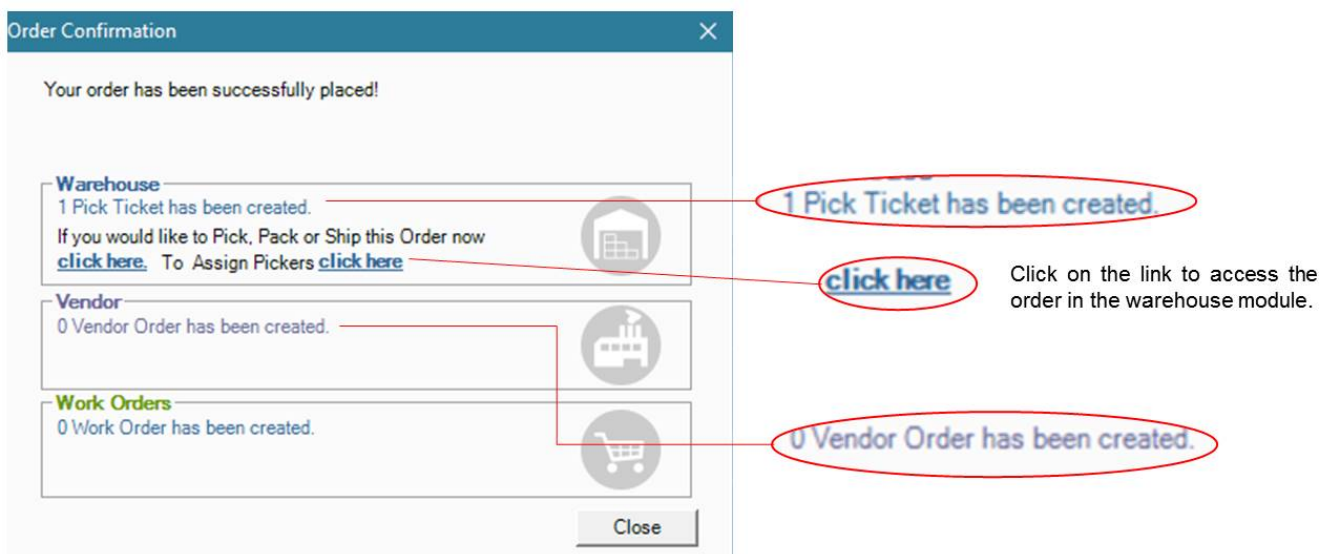 Order Confirmation
Your order has been successfully placed!
Warehouse
1 Pick Ticket has been created.
If you would like to Pick, Pack or Ship this Order now
click here. To Assign Pickers click here
Vendor
0 Vendor Order has been created.
Work Orders
0 Work Order has been created.
Close
1 Pick Ticket has been created.
click here
Click on the link to access the
order in the warehouse module.
0 Vendor Order has been created.